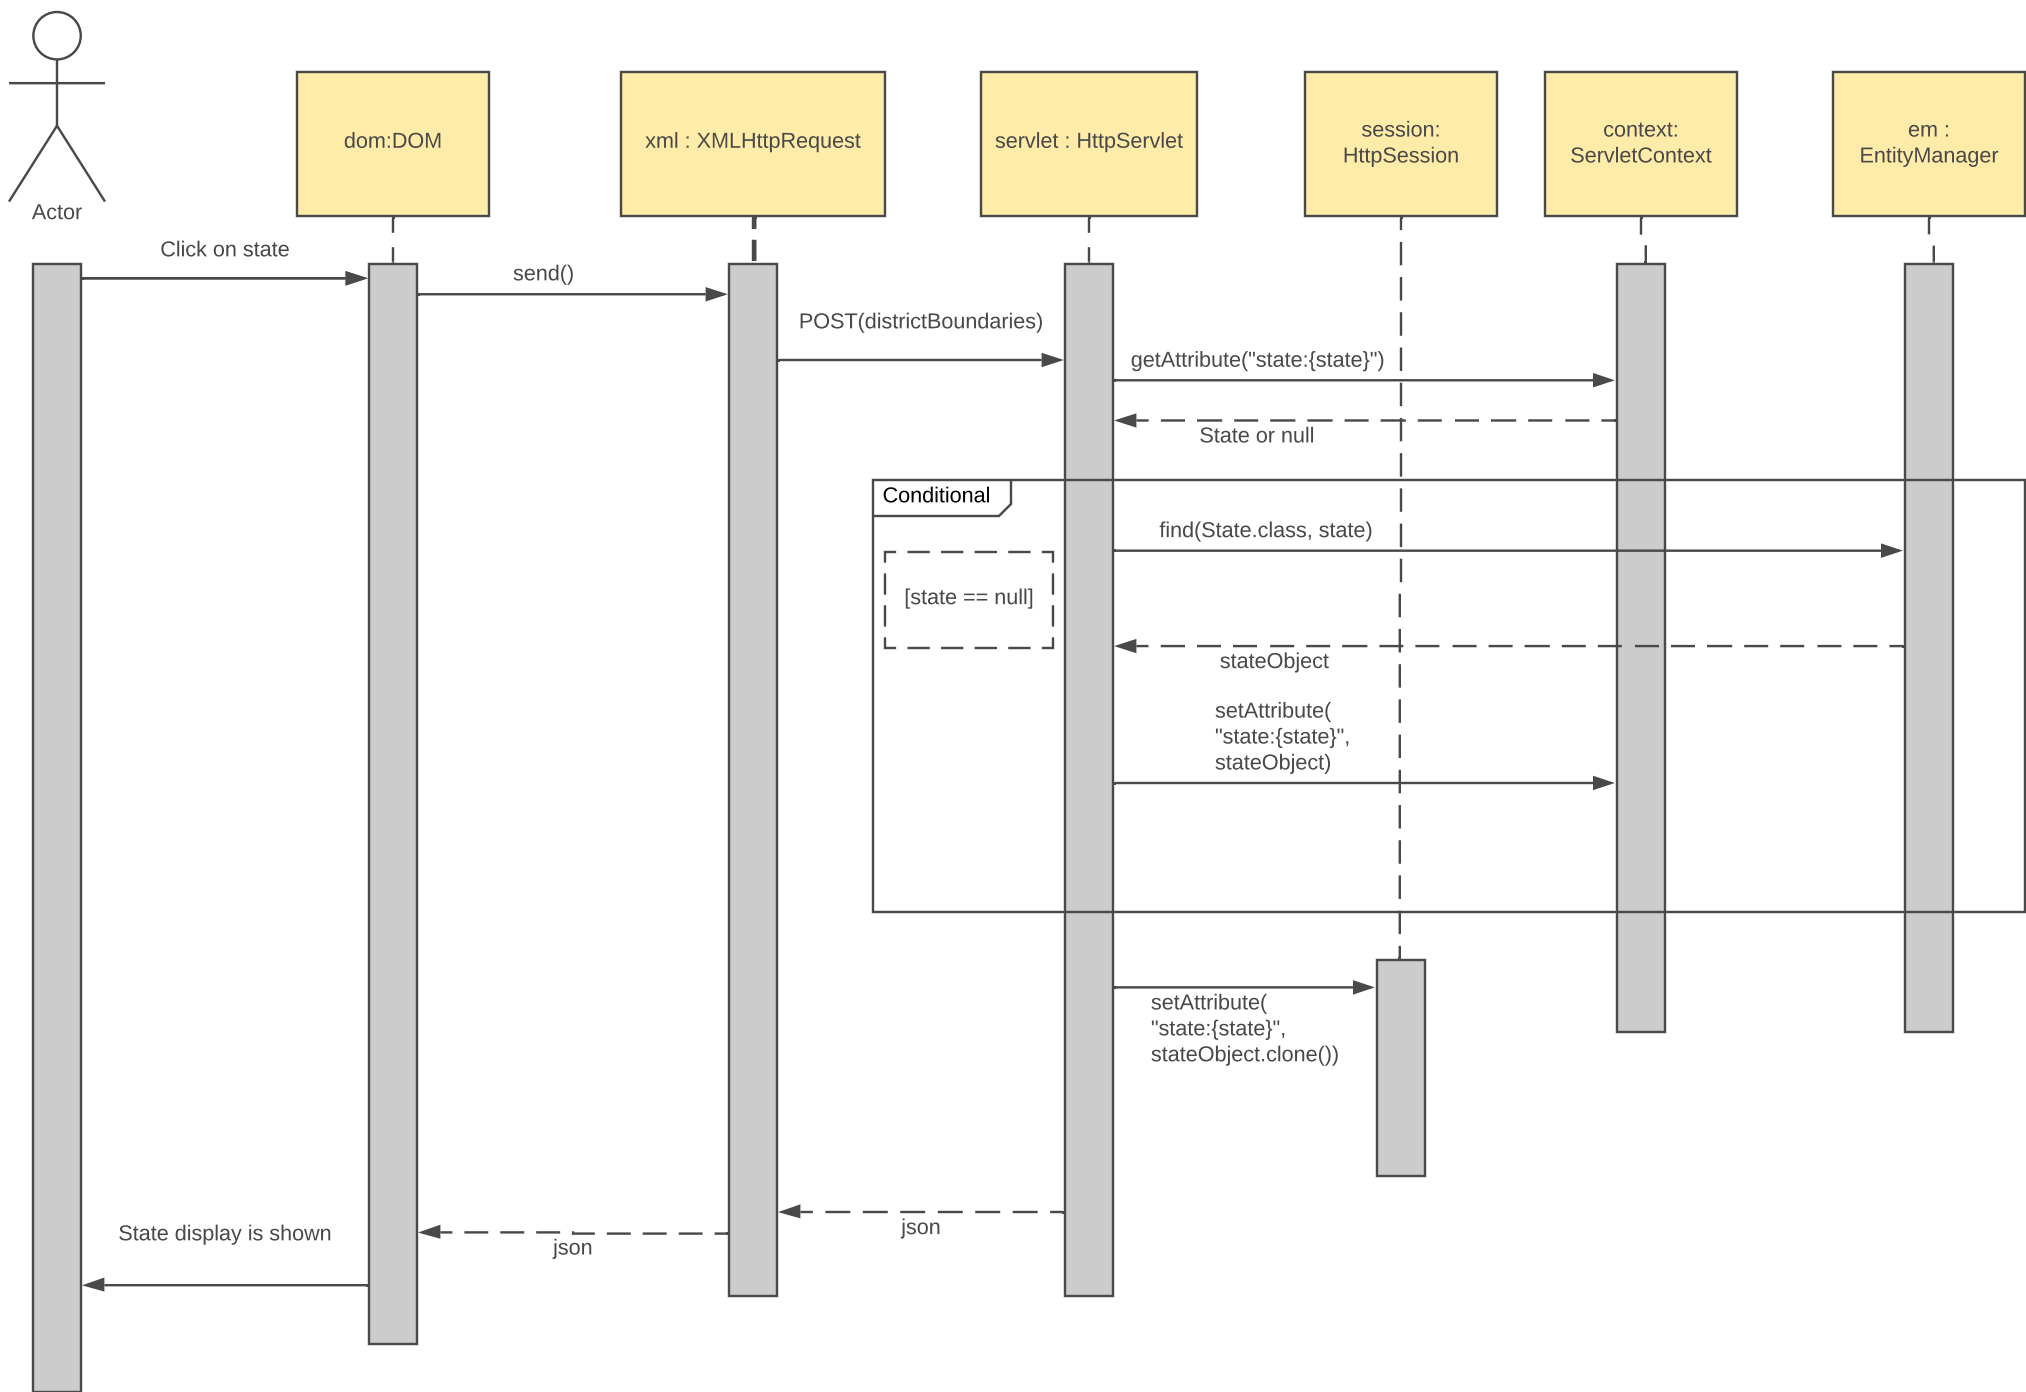 Actor
dom:DOM
xml : XMLHttpRequest
servlet : HttpServlet
session:
HttpSession
context:
ServletContext
em :
EntityManager
Click on state
send()
POST(districtBoundaries)
getAttribute("state:{state}")
State or null
Conditional
find(State.class, state)
[state == null]
stateObject
setAttribute(
"state:{state}",
stateObject)
setAttribute(
"state:{state}",
stateObject.clone())
json
json
State display is shown